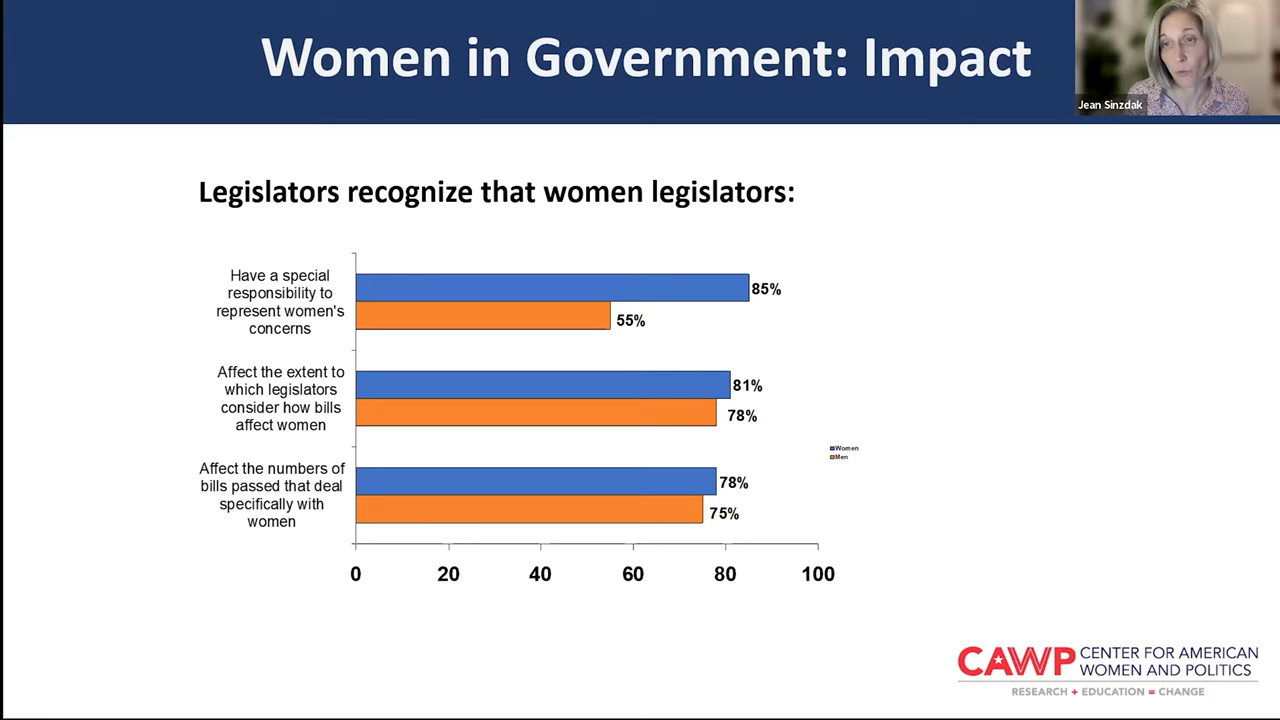 Women in Government: Impact
Jean Sinzdak
Legislators recognize that women legislators:
Have a special
responsibility to
represent women's
concerns
85%
55%
Affect the extent to
which legislators
consider how bills
affect women
81%
78%
Women
Men
Affect the numbers of
bills passed that deal
specifically with
women
78%
75%
0 20 40 60 80 100
CAWP CENTER FOR AMERICAN
WOMEN AND POLITICS
RESEARCH + EDUCATION = CHANGE